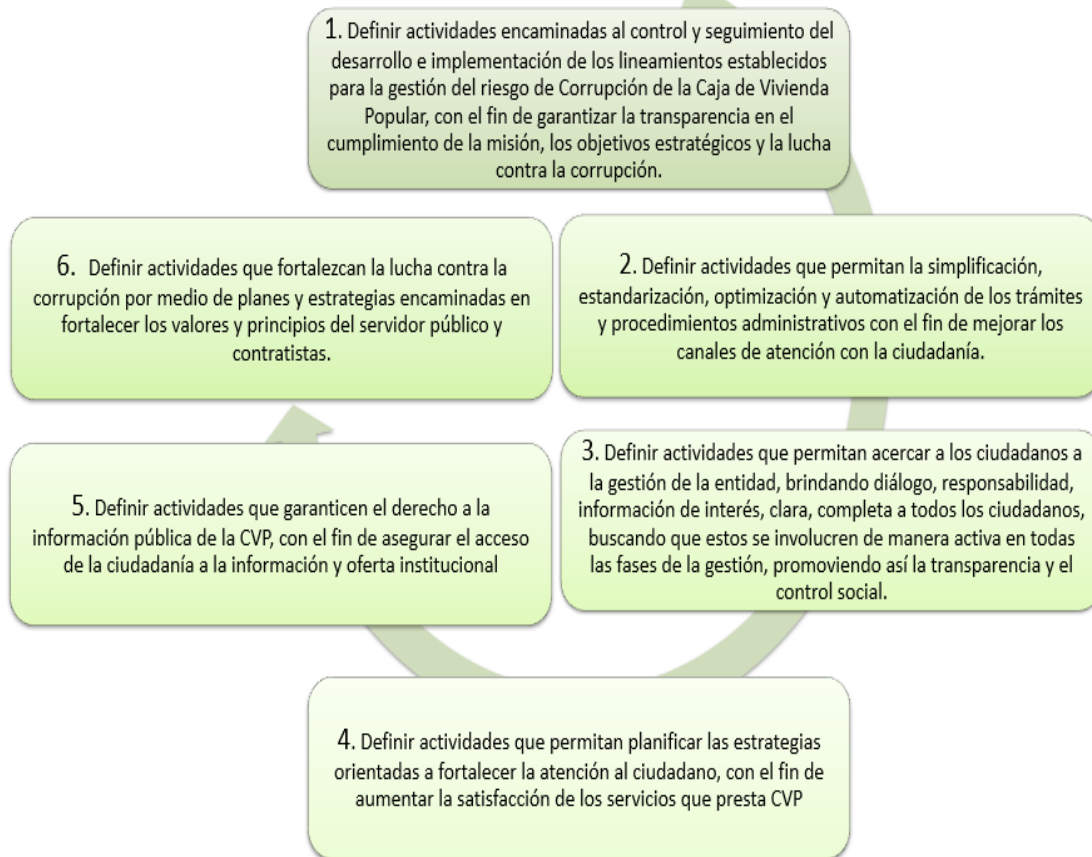 1. Definir actividades encaminadas al control y seguimiento del
desarrollo e implementación de los lineamientos establecidos
para la gestión del riesgo de Corrupción de la Caja de Vivienda
Popular, con el fin de garantizar la transparencia en el
cumplimiento de la misión, los objetivos estratégicos y la lucha
contra la corrupción.
2. Definir actividades que permitan la simplificación,
estandarización, optimización y automatización de los trámites
y procedimientos administrativos con el fin de mejorar los
canales de atención con la ciudadanía.
3. Definir actividades que permitan acercar a los ciudadanos a
la gestión de la entidad, brindando diálogo, responsabilidad,
información de interés, clara, completa a todos los ciudadanos,
buscando que estos se involucren de manera activa en todas
las fases de la gestión, promoviendo así la transparencia y el
control social.
4. Definir actividades que permitan planificar las estrategias
orientadas a fortalecer la atención al ciudadano, con el fin de
aumentar la satisfacción de los servicios que presta CVP
5. Definir actividades que garanticen el derecho a la
información pública de la CVP, con el fin de asegurar el acceso
de la ciudadanía a la información y oferta institucional
6. Definir actividades que fortalezcan la lucha contra la
corrupción por medio de planes y estrategias encaminadas en
fortalecer los valores y principios del servidor público y
contratistas.